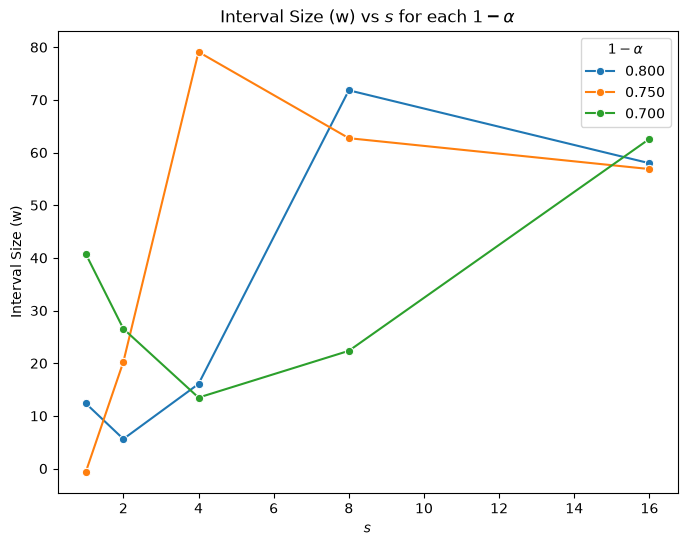 Interval Size (w) vs s for each 1 − α
80
70
60
50
40
30
20
10
0
Interval Size (w)
2 4 6 8 10 12 14 16
s
1 − α
0.800
0.750
0.700